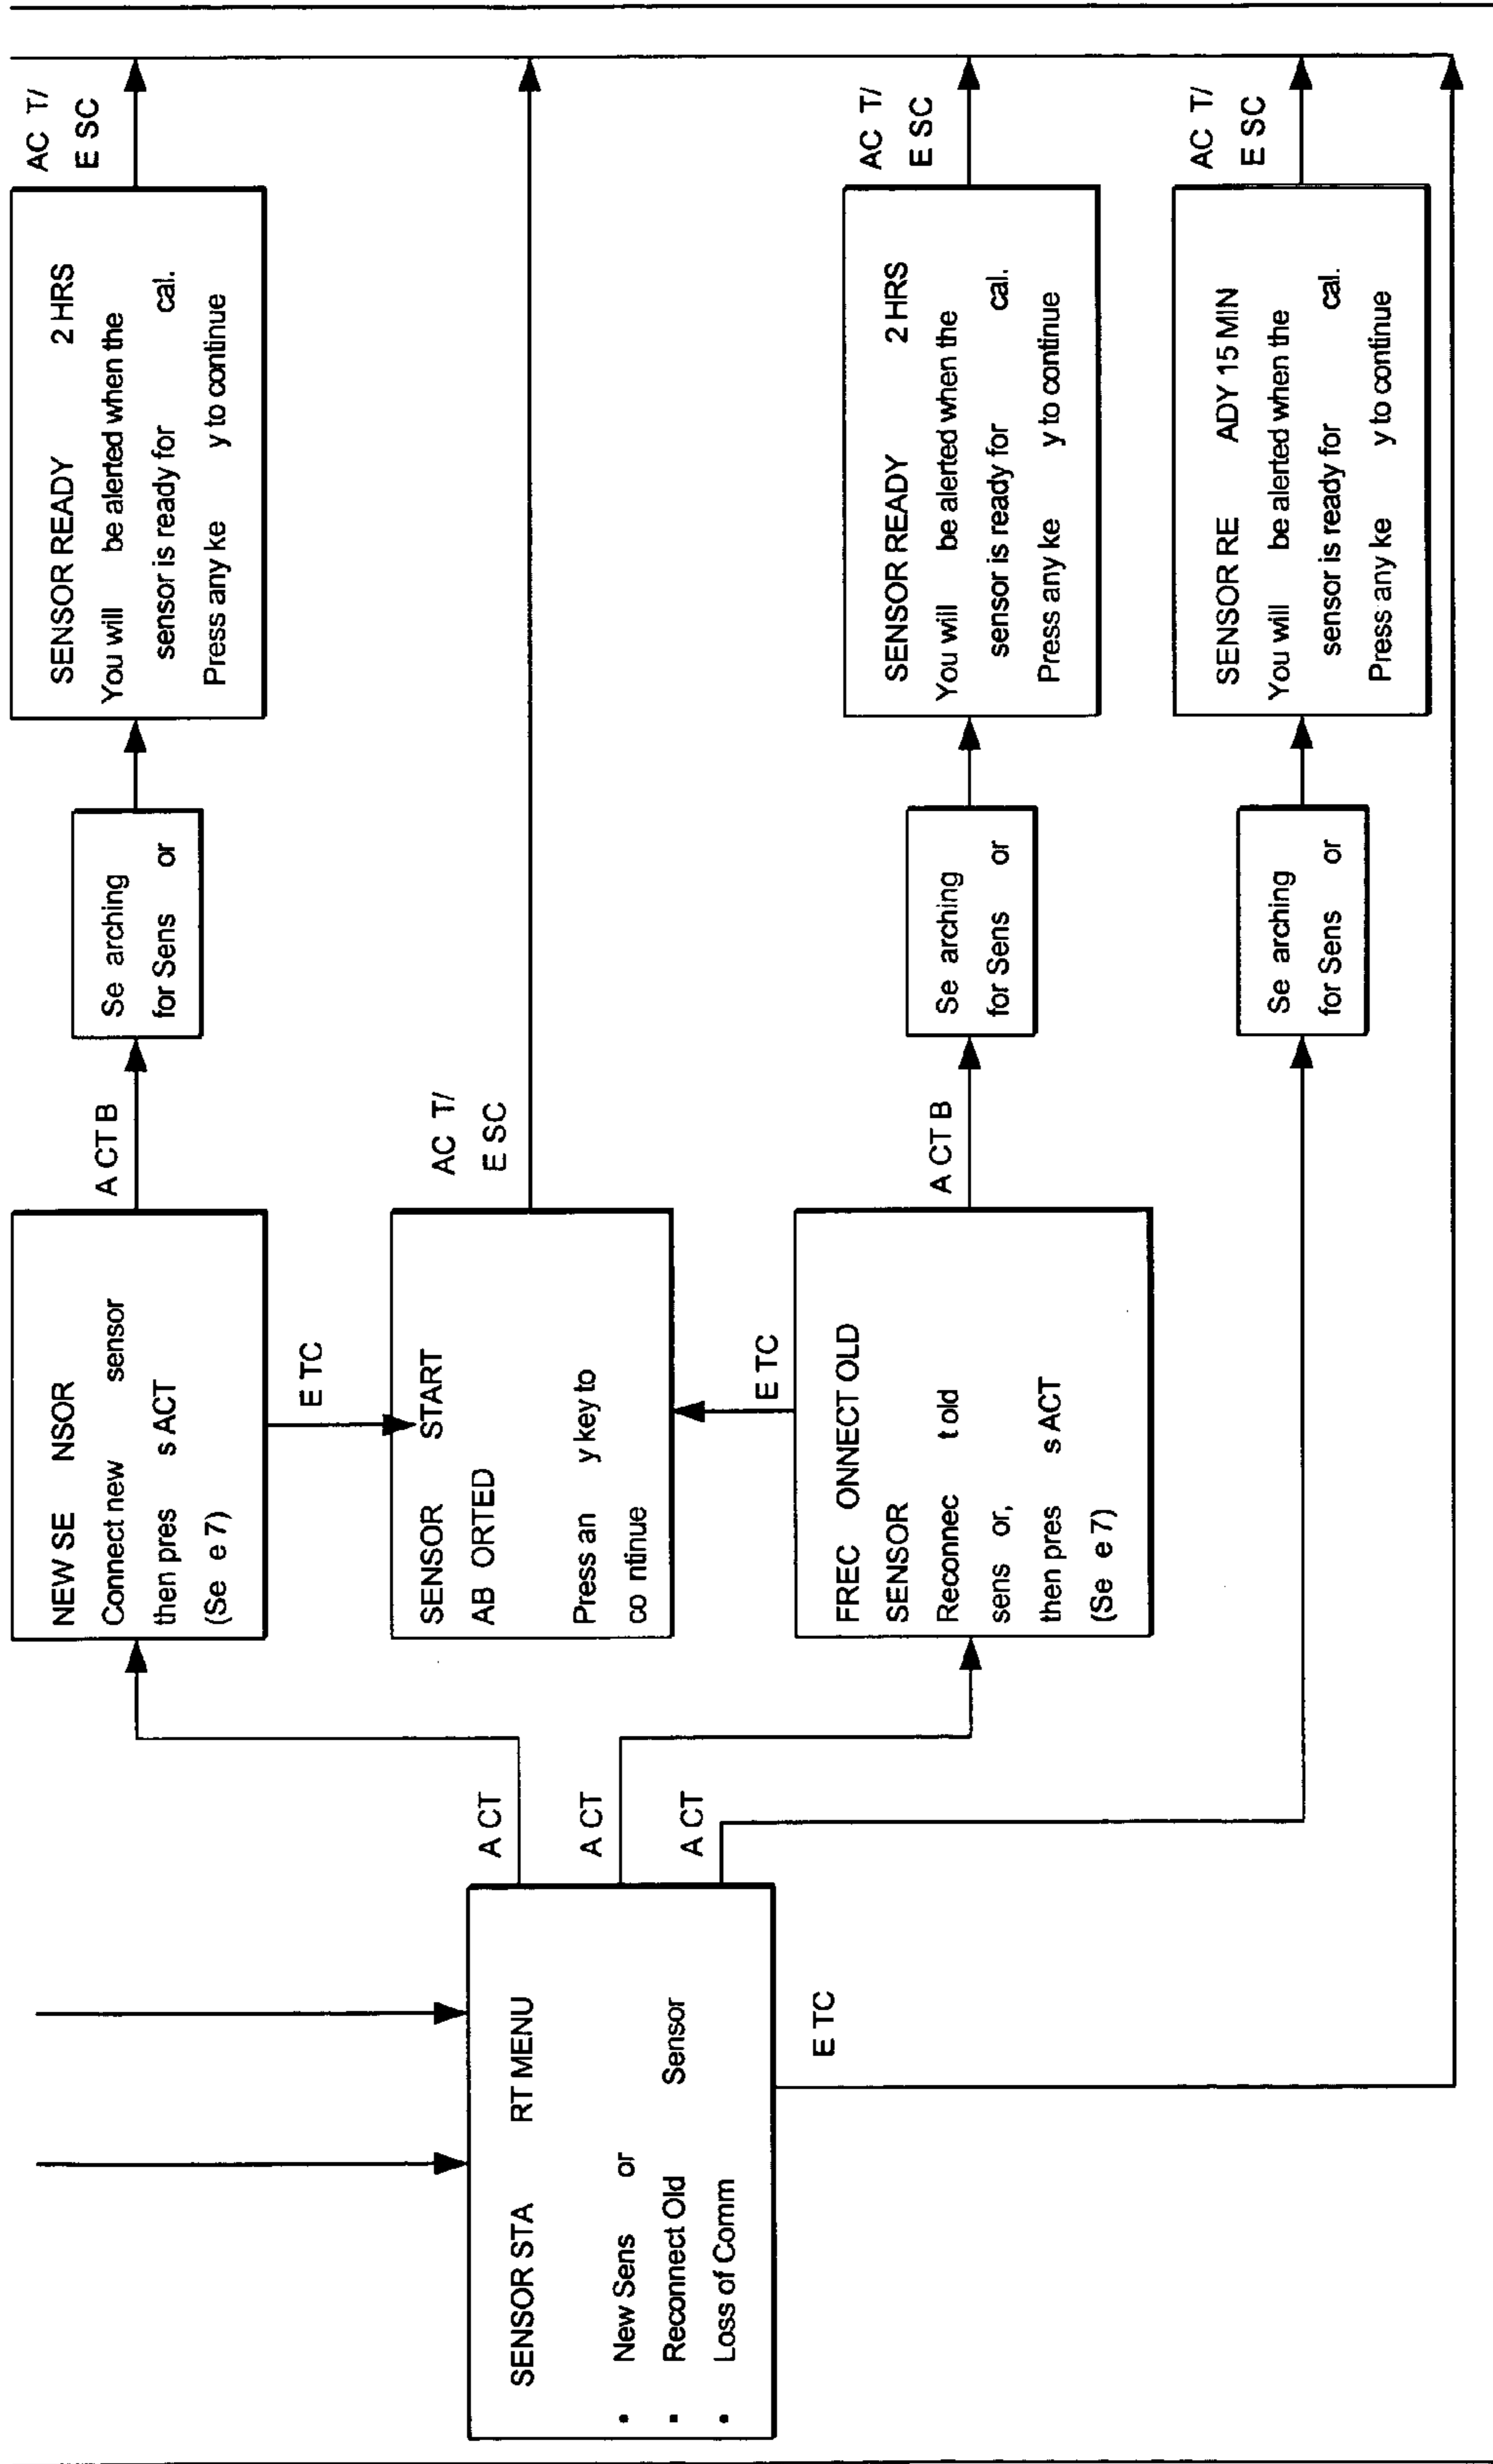 SENSOR STA RT MENU
• New Sens or
• Reconnect Old Sensor
• Loss of Comm
A CT
A CT
A CT
E TC
NEW SE NSOR
Connect new sensor
then pres s ACT
(Se e 7)
A CT B
E TC
Se arching
for Sens or
SENSOR READY 2 HRS
You will be alerted when the
sensor is ready for cal.
Press any ke y to continue
AC T/
E SC
SENSOR START
AB ORTED
Press an y key to
co ntinue
AC T/
E SC
E TC
FREC ONNECT OLD
SENSOR
Reconnec t old
sens or,
then pres s ACT
(Se e 7)
A CT B
Se arching
for Sens or
SENSOR READY 2 HRS
You will be alerted when the
sensor is ready for cal.
Press any ke y to continue
AC T/
E SC
Se arching
for Sens or
SENSOR RE ADY 15 MIN
You will be alerted when the
sensor is ready for cal.
Press any ke y to continue
AC T/
E SC